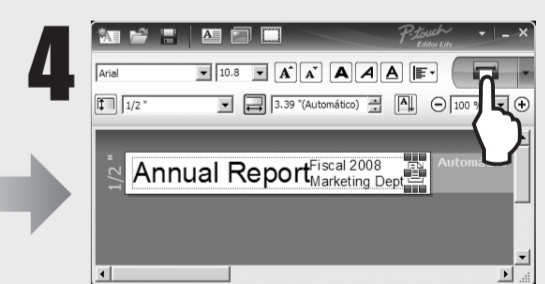 4
P-touch
Editor Lite
Arial 10.8 A A A A A
1/2 " 3.39 "(Automático) A 100 %
1/2 "
Annual Report
Fiscal 2008
Marketing Dept